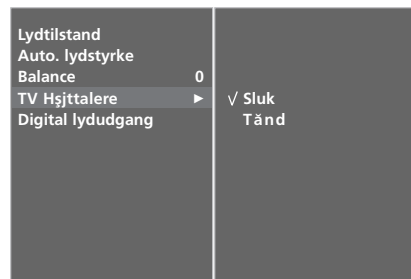 Lydtilstand
Auto. lydstyrke
Balance 0
TV Hşjttalere ►
Digital lydudgang
√ Sluk
Tănd